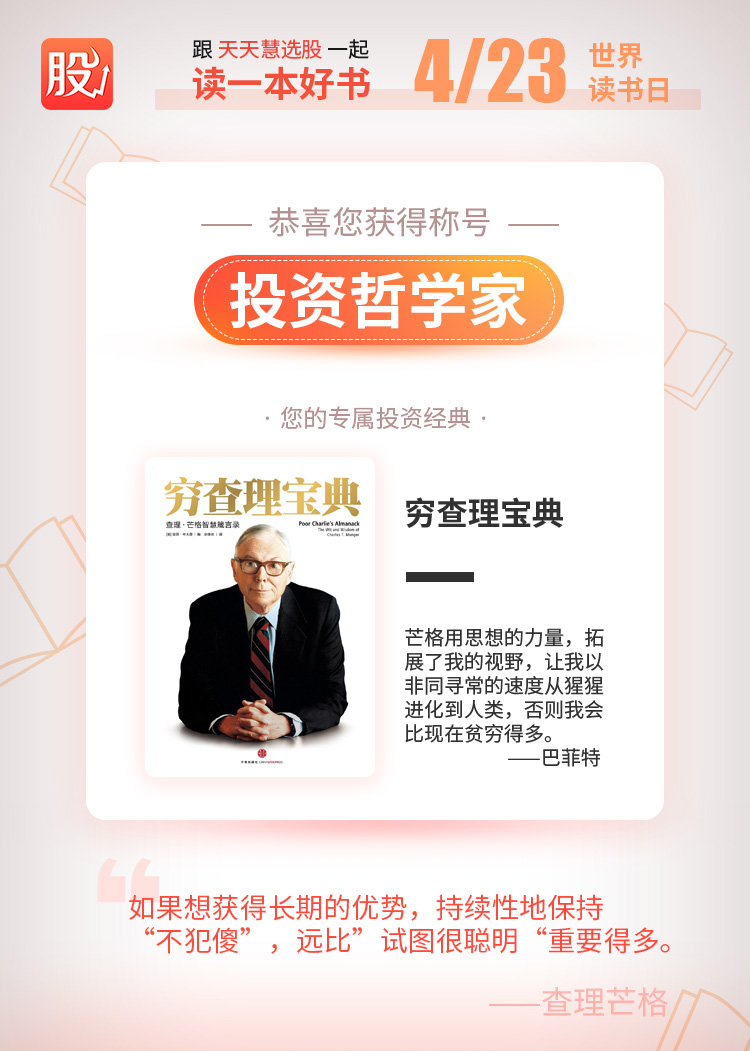 股
跟 天天慧选股 一起
读一本好书
4/23
世界
读书日
恭喜您获得称号
投资哲学家
· 您的专属投资经典 ·
穷查理宝典
查理·芒格智慧箴言录
Poor Charlie's Almanack
The Wit and Wisdom of
Charles T. Munger
穷查理宝典
芒格用思想的力量，拓
展了我的视野，让我以
非同寻常的速度从猩猩
进化到人类，否则我会
比现在贫穷得多。
——巴菲特
如果想获得长期的优势，持续性地保持
“不犯傻”，远比”试图很聪明“重要得多。
——查理芒格